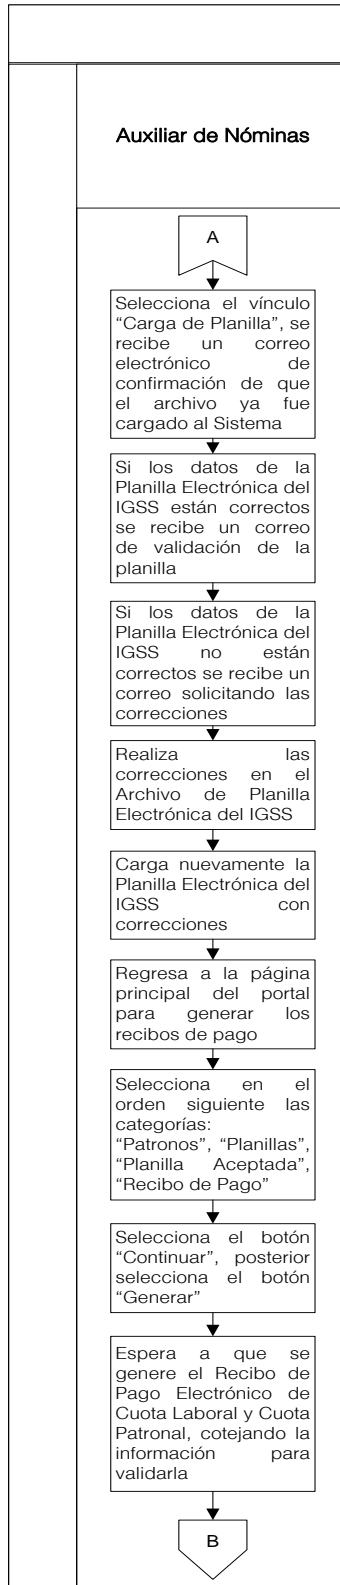 Auxiliar de Nóminas
A
Selecciona el vínculo
“Carga de Planilla”, se
recibe un correo
electrónico de
confirmación de que
el archivo ya fue
cargado al Sistema
Si los datos de la
Planilla Electrónica del
IGSS están correctos
se recibe un correo
de validación de la
planilla
Si los datos de la
Planilla Electrónica del
IGSS no están
correctos se recibe un
correo solicitando las
correcciones
Realiza las
correcciones en el
Archivo de Planilla
Electrónica del IGSS
Carga nuevamente la
Planilla Electrónica del
IGSS con
correcciones
Regresa a la página
principal del portal
para generar los
recibos de pago
Selecciona en el
orden siguiente las
categorías:
“Patronos”, “Planillas”,
“Planilla Aceptada”,
“Recibo de Pago”
Selecciona el botón
“Continuar”, posterior
selecciona el botón
“Generar”
Espera a que se
genere el Recibo de
Pago Electrónico de
Cuota Laboral y Cuota
Patronal, cotejando la
información para
validarla
B